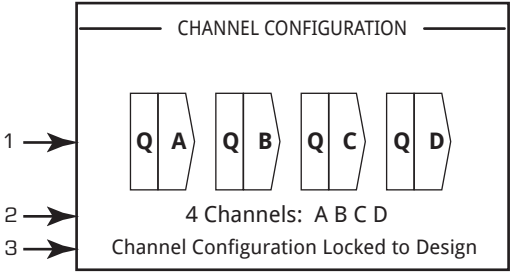 CHANNEL CONFIGURATION
1 Q A Q B Q C Q D
2 4 Channels: A B C D
3 Channel Configuration Locked to Design